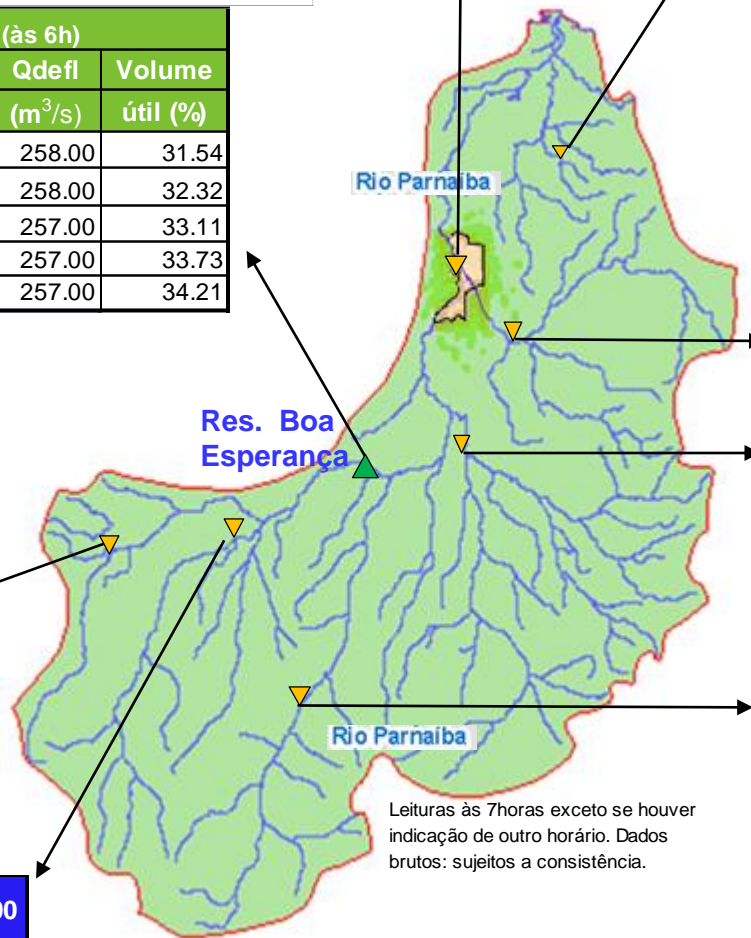 (às 6h)
Qdefl Volume
(m³/s) útil (%)
258.00 31.54
258.00 32.32
257.00 33.11
257.00 33.73
257.00 34.21
Rio Parnaíba
Res. Boa
Esperança
Rio Parnaíba
Leituras às 7horas exceto se houver
indicação de outro horário. Dados
brutos: sujeitos a consistência.